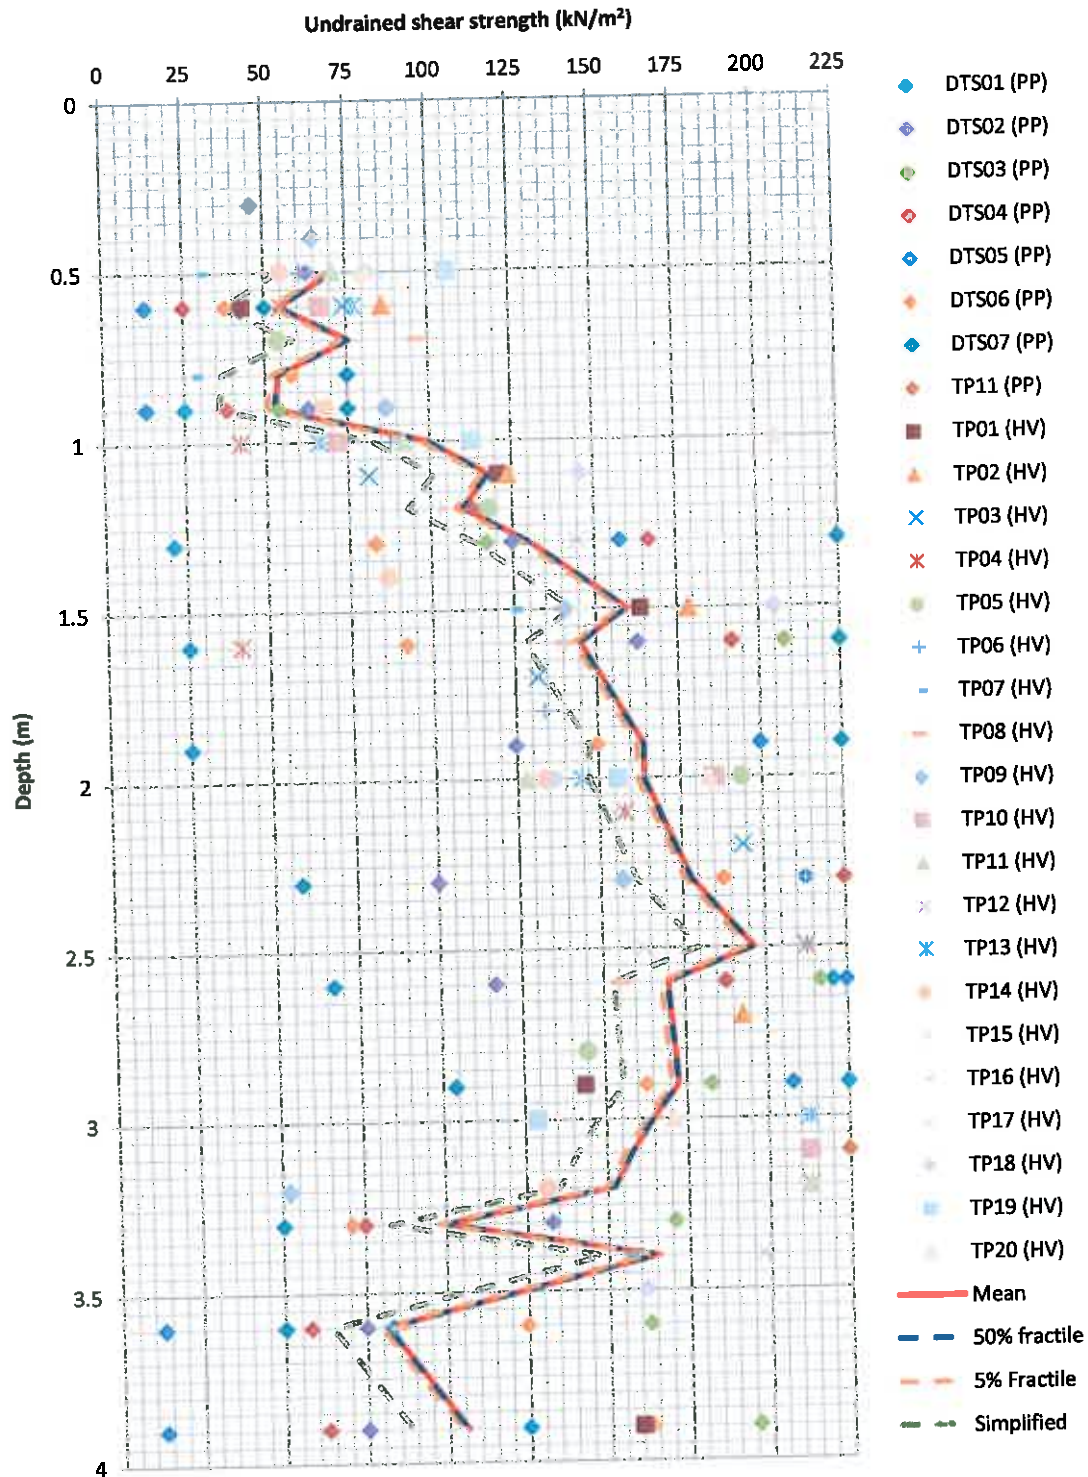 Undrained shear strength (kN/m²)
0 25 50 75 100 125 150 175 200 225
0
0.5
1
1.5
2
2.5
3
3.5
4
Depth (m)
DTS01 (PP)
DTS02 (PP)
DTS03 (PP)
DTS04 (PP)
DTS05 (PP)
DTS06 (PP)
DTS07 (PP)
TP11 (PP)
TP01 (HV)
TP02 (HV)
TP03 (HV)
TP04 (HV)
TP05 (HV)
TP06 (HV)
TP07 (HV)
TP08 (HV)
TP09 (HV)
TP10 (HV)
TP11 (HV)
TP12 (HV)
TP13 (HV)
TP14 (HV)
TP15 (HV)
TP16 (HV)
TP17 (HV)
TP18 (HV)
TP19 (HV)
TP20 (HV)
Mean
50% fractile
5% Fractile
Simplified